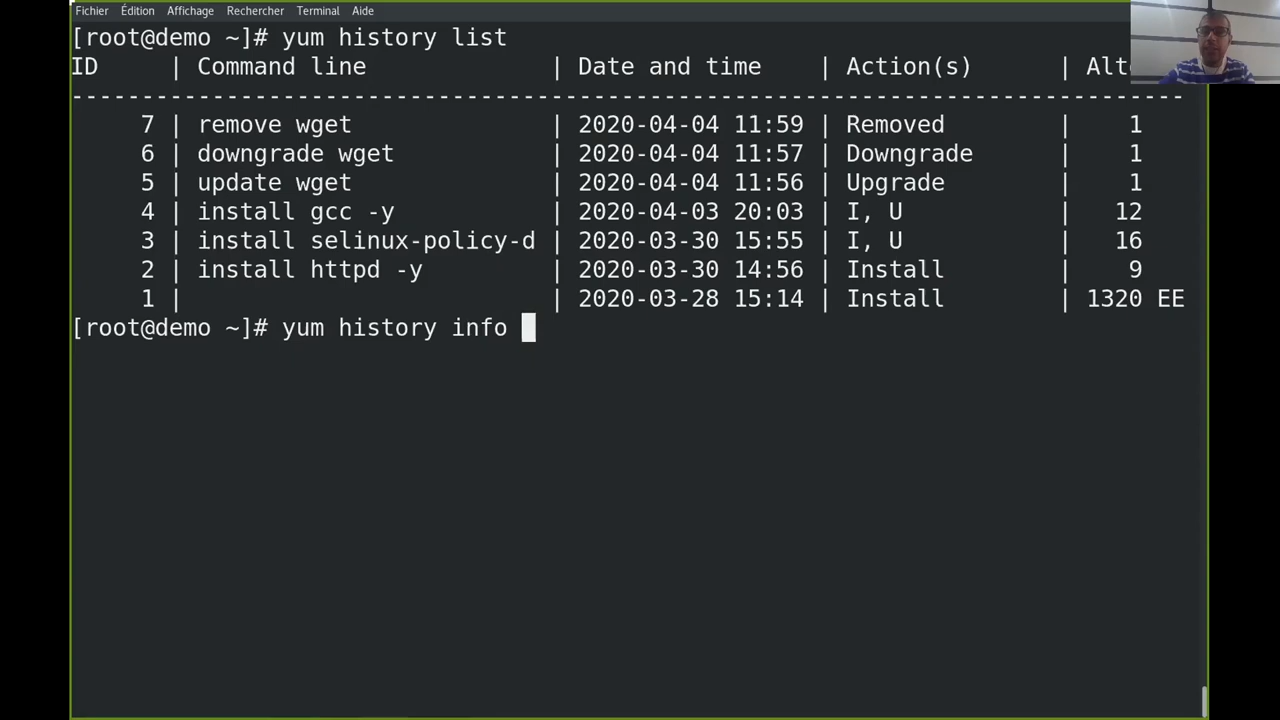 Fichier Édition Affichage Rechercher Terminal Aide
[root@demo ~]# yum history list
ID | Command line | Date and time | Action(s) | Alt
--------------------------------------------------------------------------------
7 | remove wget | 2020-04-04 11:59 | Removed | 1
6 | downgrade wget | 2020-04-04 11:57 | Downgrade | 1
5 | update wget | 2020-04-04 11:56 | Upgrade | 1
4 | install gcc -y | 2020-04-03 20:03 | I, U | 12
3 | install selinux-policy-d | 2020-03-30 15:55 | I, U | 16
2 | install httpd -y | 2020-03-30 14:56 | Install | 9
1 | | 2020-03-28 15:14 | Install | 1320 EE
[root@demo ~]# yum history info